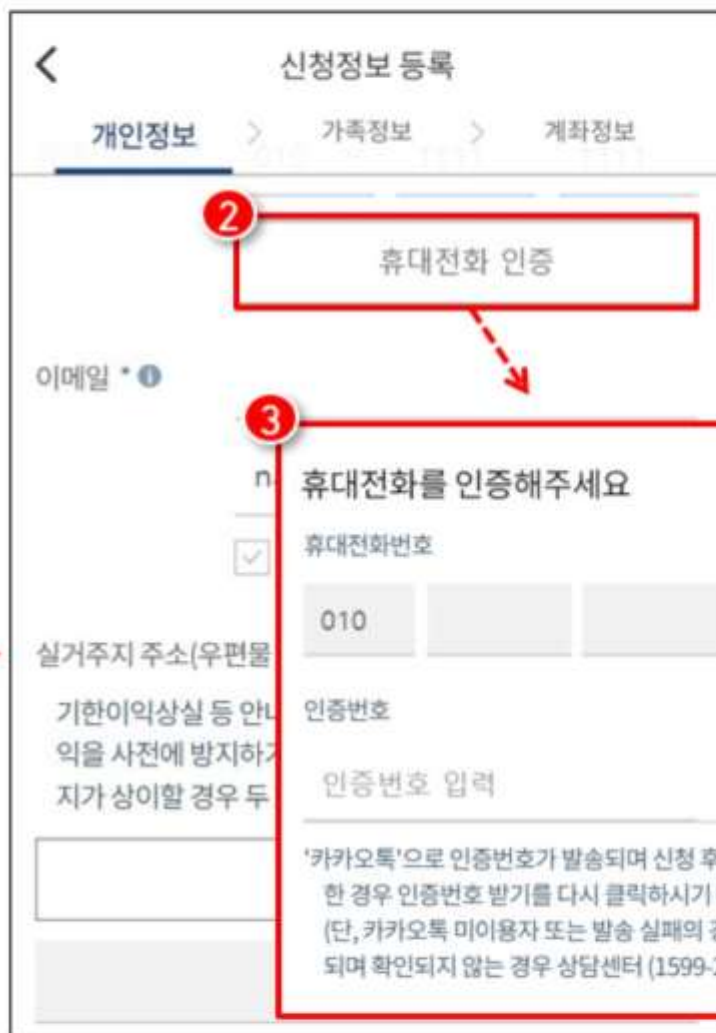 신청정보 등록
개인정보 > 가족정보 > 계좌정보
2
휴대전화 인증
이메일 *
3
휴대전화를 인증해주세요
휴대전화번호
010
실거주지 주소(우편물
기한이익상실 등 안
익을 사전에 방지하
지가 상이할 경우 두
인증번호
인증번호 입력
'카카오톡'으로 인증번호가 발송되며 신청 후
한 경우 인증번호 받기를 다시 클릭하시기
(단, 카카오톡 미이용자 또는 발송 실패의
되며 확인되지 않는 경우 상담센터 (1599-